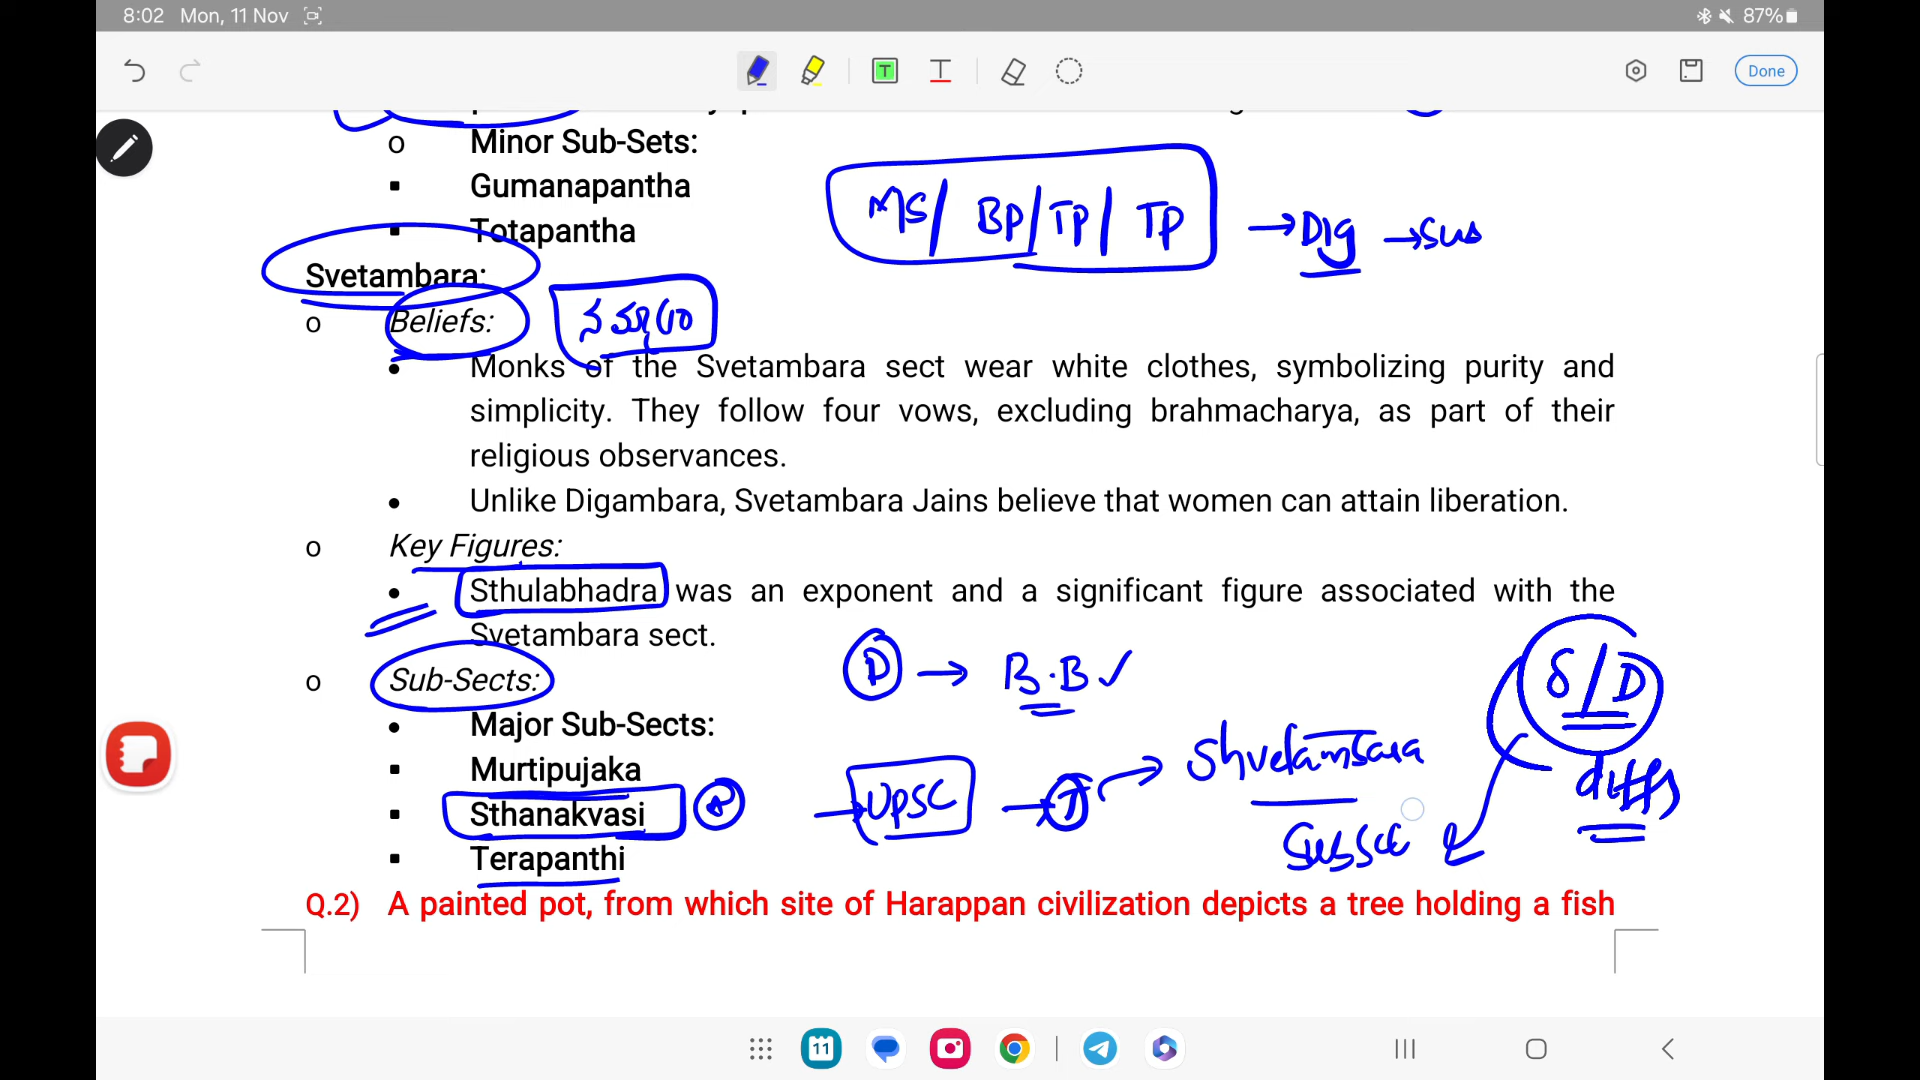 8:02 Mon, 11 Nov 87%
Done
o Minor Sub-Sets:
▪ Gumanapantha
▪ Totapantha
MS/ BP/TP/ TP → Dig → sus
Svetambara:
o Beliefs:
• Monks of the Svetambara sect wear white clothes, symbolizing purity and
simplicity. They follow four vows, excluding brahmacharya, as part of their
religious observances.
• Unlike Digambara, Svetambara Jains believe that women can attain liberation.
o Key Figures:
• Sthulabhadra was an exponent and a significant figure associated with the
Svetambara sect.
D → B.B ✓
S/D
diff
o Sub-Sects:
• Major Sub-Sects:
▪ Murtipujaka
▪ Sthanakvasi
→ UPSC → T → Shvetambara
▪ Terapanthi
Q.2) A painted pot, from which site of Harappan civilization depicts a tree holding a fish
11